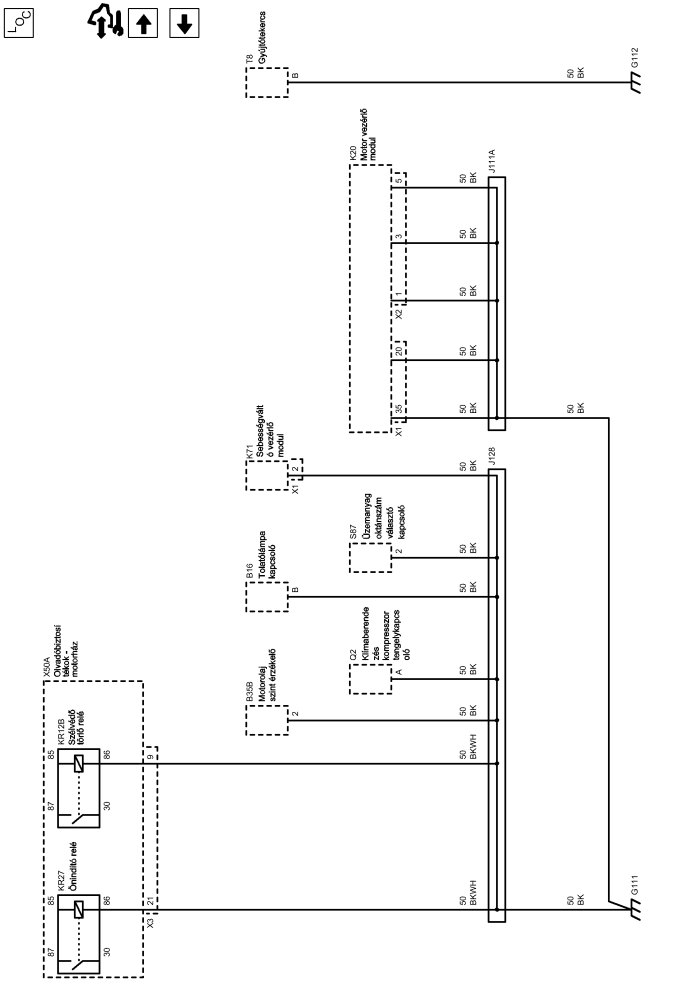 LOC
T8
Gyújtótekercs
B
50
BK
G112
K20
Motor vezérlő
modul
5
3
1
X2
20
35
X1
50
BK
50
BK
50
BK
50
BK
50
BK
J111A
50
BK
K71
Sebességvált
ó vezérlő
modul
2
X1
50
BK
J128
S87
Üzemanyag
oktánszám
választó
kapcsoló
2
50
BK
B16
Tolatólámpa
kapcsoló
B
50
BK
Q2
Klímaberende
zés
kompresszor
tengelykapcs
oló
A
50
BK
B35B
Motorolaj
szint érzékelő
2
50
BK
X50A
Olvadóbiztosí
tékok -
motorház
KR12B
Szélvédő
törlő relé
85
86
87
30
9
50
BKWH
KR27
Önindító relé
85
86
87
30
21
X3
50
BKWH
50
BK
G111